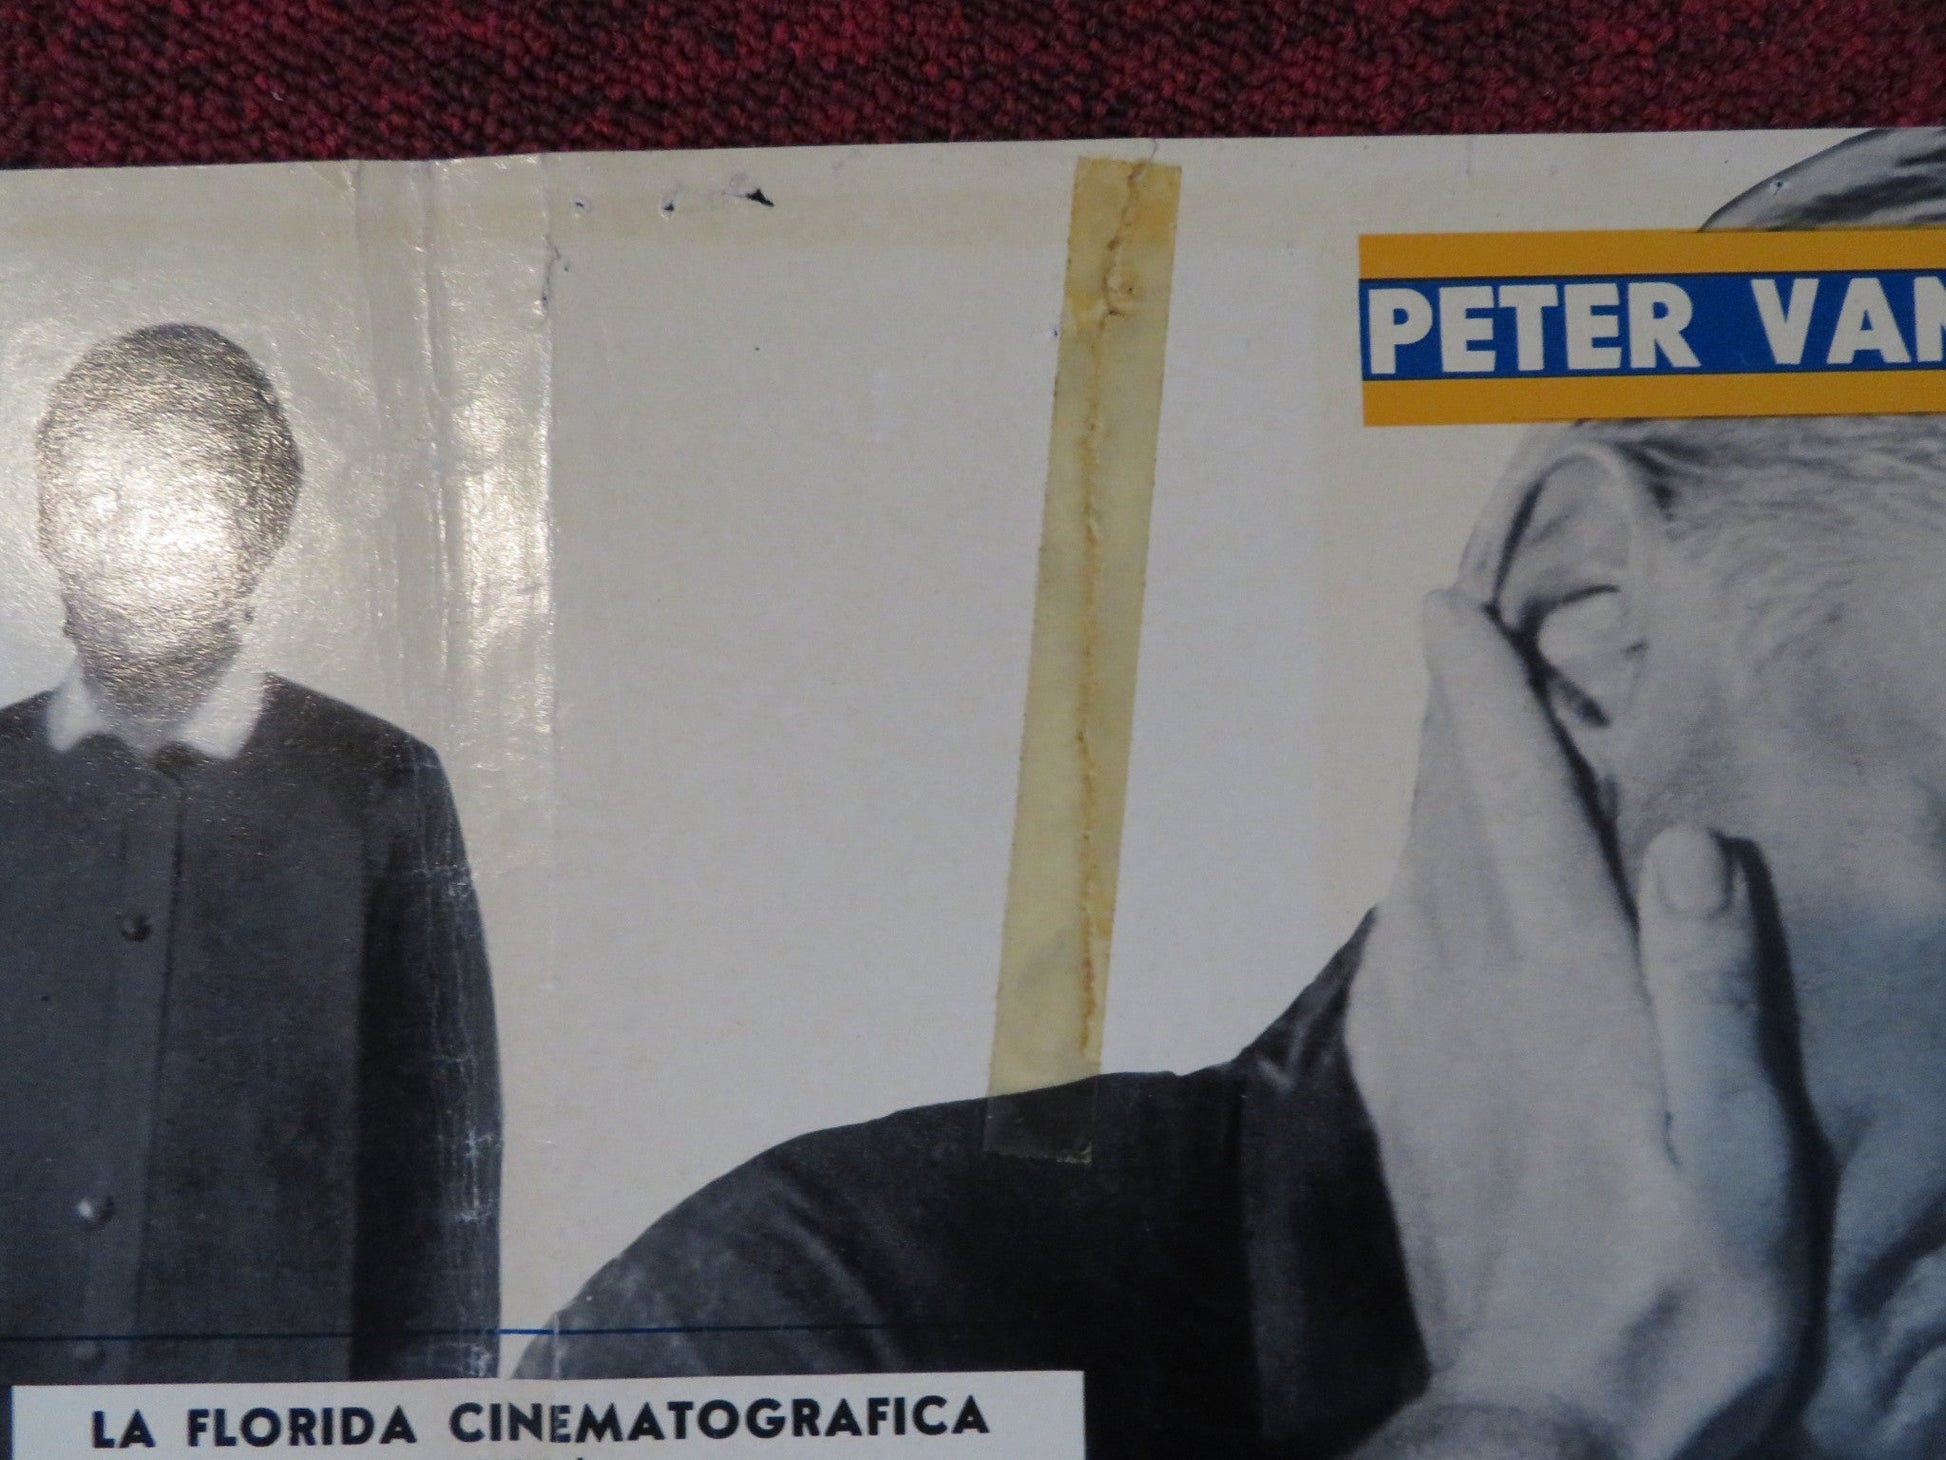 PETER VAN
LA FLORIDA CINEMATOGRAFICA